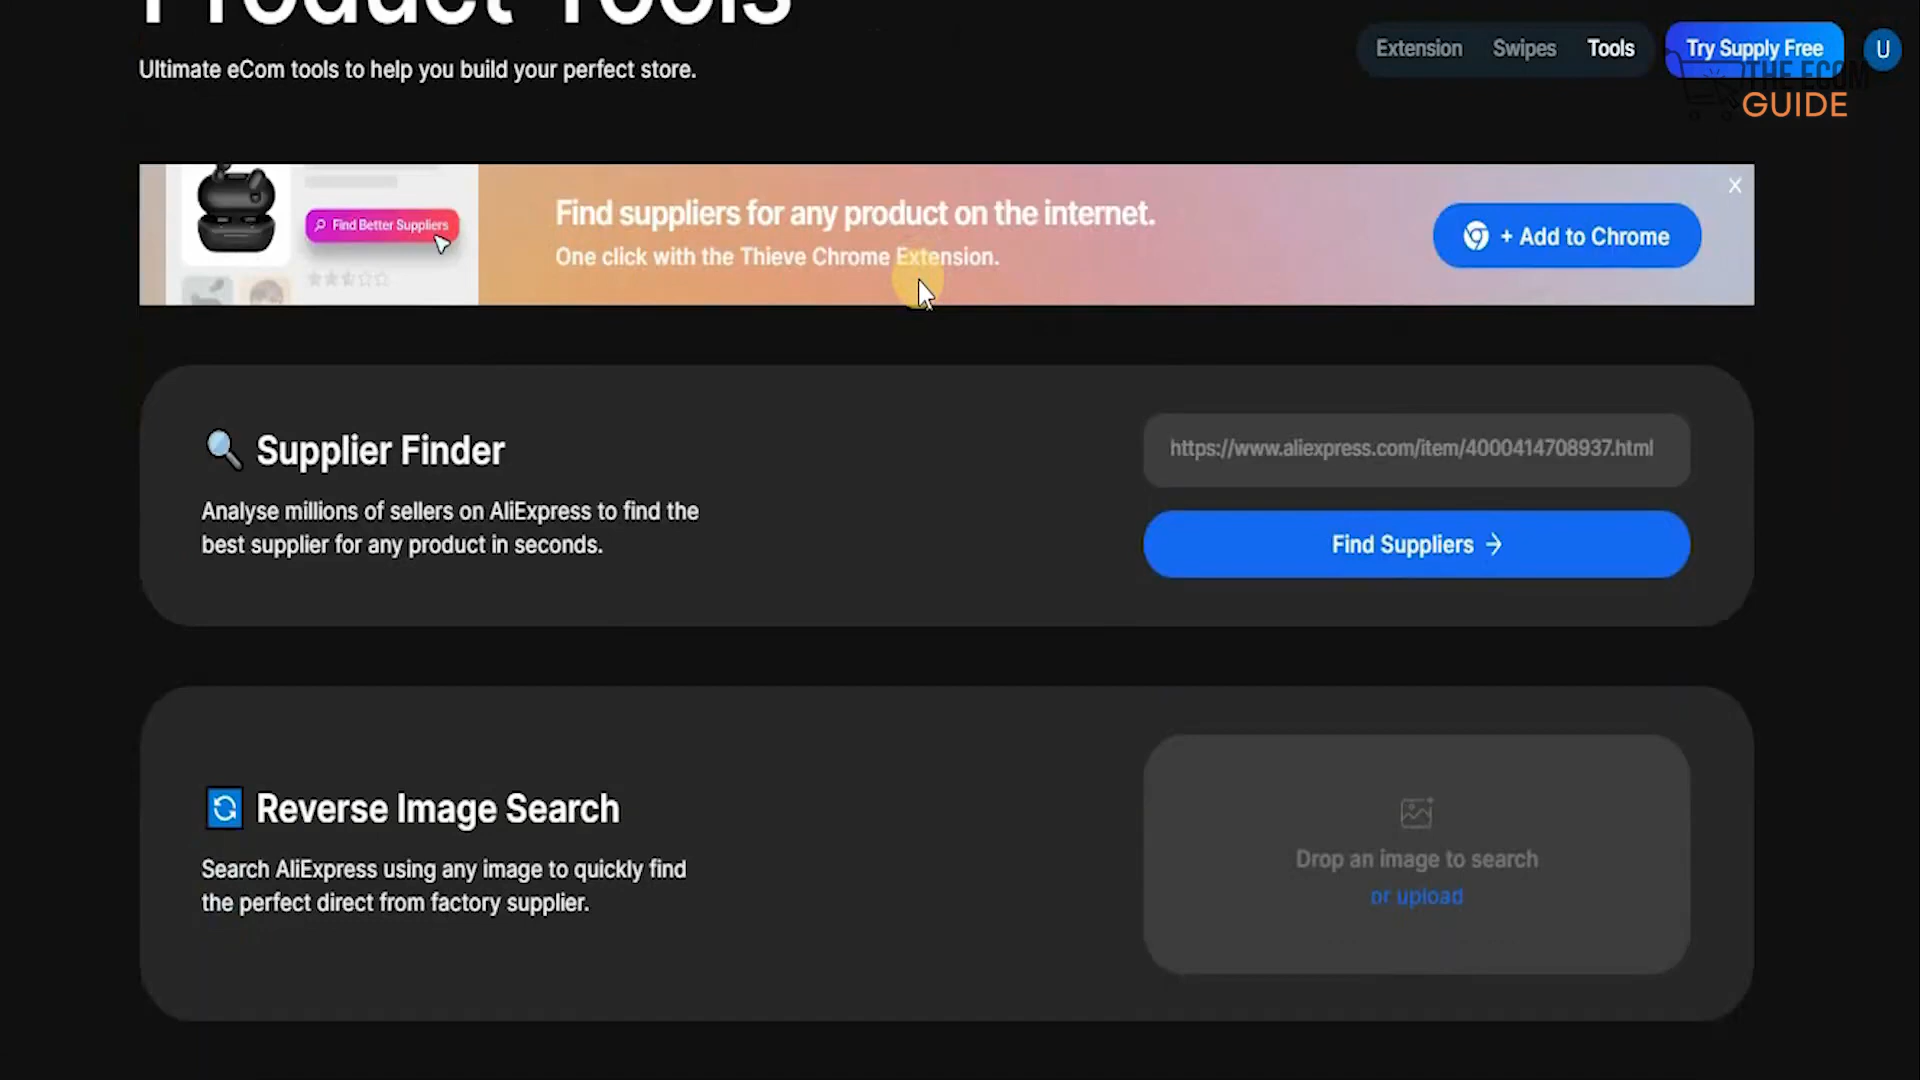 Product Tools
Ultimate eCom tools to help you build your perfect store.
Extension
Swipes
Tools
Try Supply Free
U
THE ECOM
GUIDE
Find Better Suppliers
Find suppliers for any product on the internet.
One click with the Thieve Chrome Extension.
+ Add to Chrome
X
Supplier Finder
Analyse millions of sellers on AliExpress to find the
best supplier for any product in seconds.
https://www.aliexpress.com/item/4000414708937.html
Find Suppliers →
Reverse Image Search
Search AliExpress using any image to quickly find
the perfect direct from factory supplier.
Drop an image to search
or upload